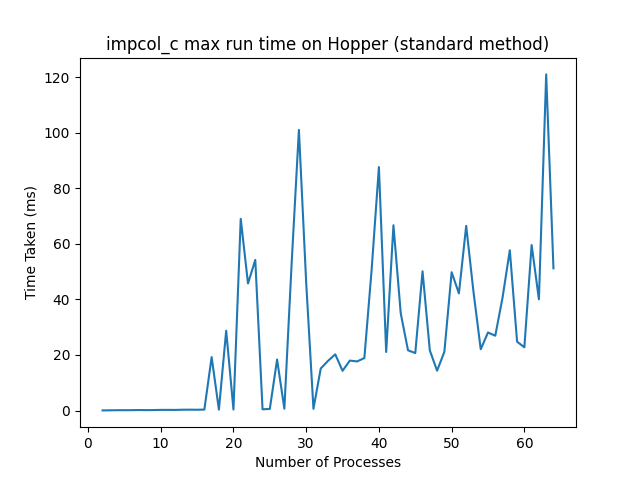 impcol_c max run time on Hopper (standard method)
120
100
80
60
40
20
0
Time Taken (ms)
0 10 20 30 40 50 60
Number of Processes